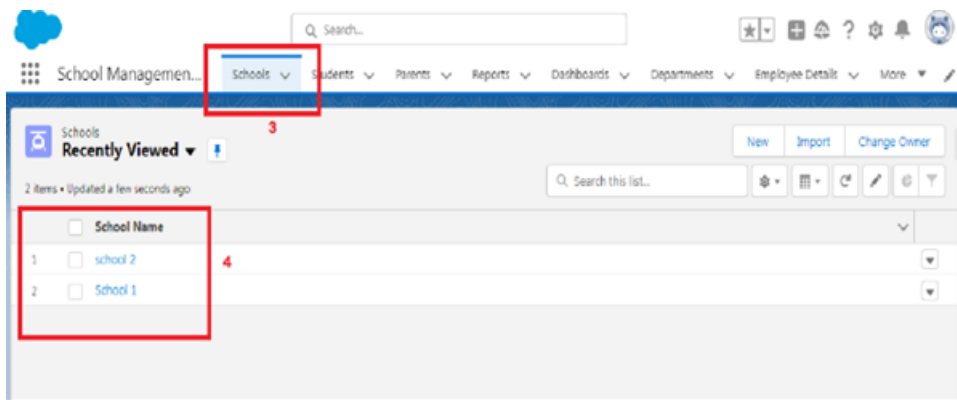 Search...
School Managemen... Schools Students Parents Reports Dashboards Departments Employee Details More
3
Schools
Recently Viewed
New Import Change Owner
2 items • Updated a few seconds ago
Search this list...
School Name
1 school 2
4
2 School 1